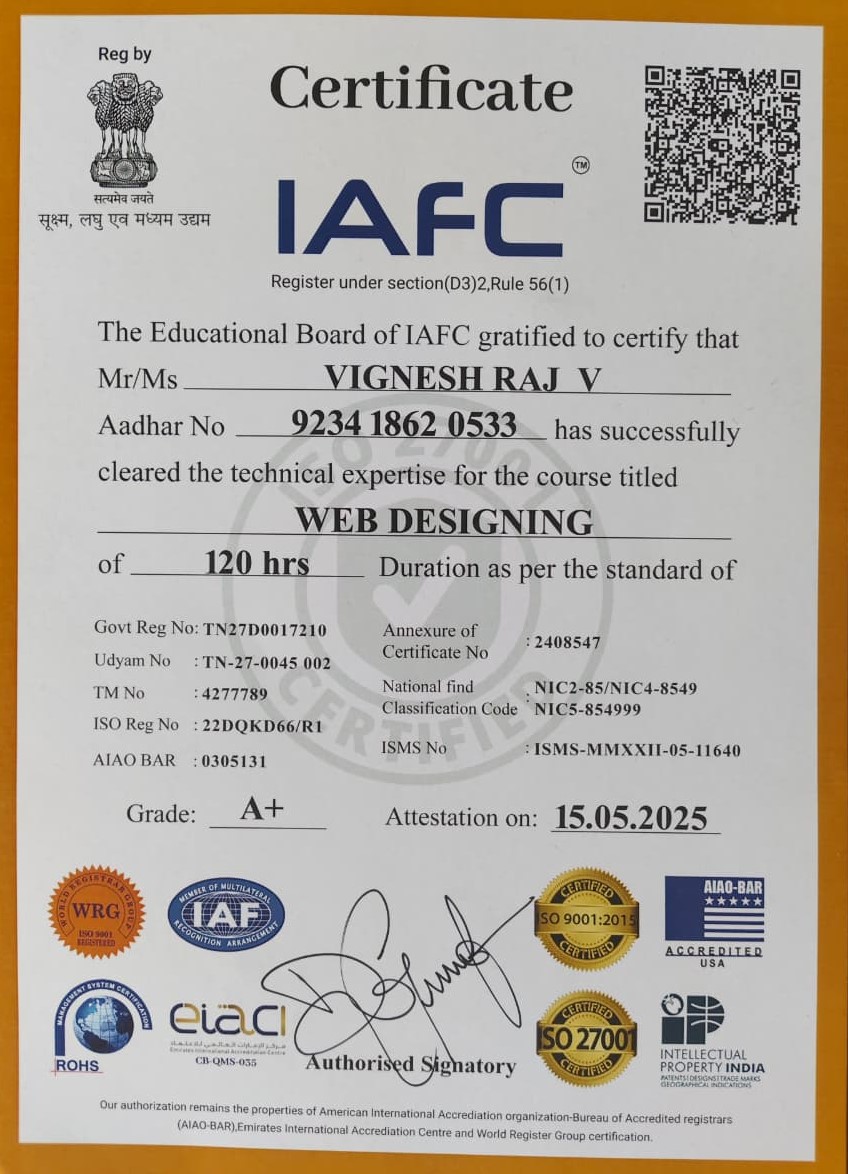 Reg by
सत्यमेव जयते
सूक्ष्म, लघु एव मध्यम उद्यम
Certificate
IAFC TM
Register under section(D3)2,Rule 56(1)
The Educational Board of IAFC gratified to certify that
Mr/Ms VIGNESH RAJ V
Aadhar No 9234 1862 0533 has successfully
cleared the technical expertise for the course titled
WEB DESIGNING
of 120 hrs Duration as per the standard of
ISO 27001
CERTIFIED
Govt Reg No: TN27D0017210
Udyam No : TN-27-0045 002
TM No : 4277789
ISO Reg No : 22DQKD66/R1
AIAO BAR : 0305131
Annexure of
Certificate No : 2408547
National find
Classification Code : NIC2-85/NIC4-8549
NIC5-854999
ISMS No : ISMS-MMXXII-05-11640
Grade: A+
Attestation on: 15.05.2025
WORLD REGISTRAR GROUP
WRG
ISO 9001
REGISTERED
MEMBER OF MULTILATERAL
IAF
RECOGNITION ARRANGEMENT
CERTIFIED
ISO 9001:2015
CERTIFIED
AIAO-BAR
ACCREDITED
USA
MANAGEMENT SYSTEM CERTIFICATION
ROHS
eiaci
Emirates International Accreditation Centre
CB-QMS-035
Authorised Signatory
CERTIFIED
ISO 27001
CERTIFIED
INTELLECTUAL
PROPERTY INDIA
PATENTS | DESIGNS | TRADE MARKS
GEOGRAPHICAL INDICATIONS
Our authorization remains the properties of American International Accrediation organization-Bureau of Accredited registrars
(AIAO-BAR),Emirates International Accrediation Centre and World Register Group certification.